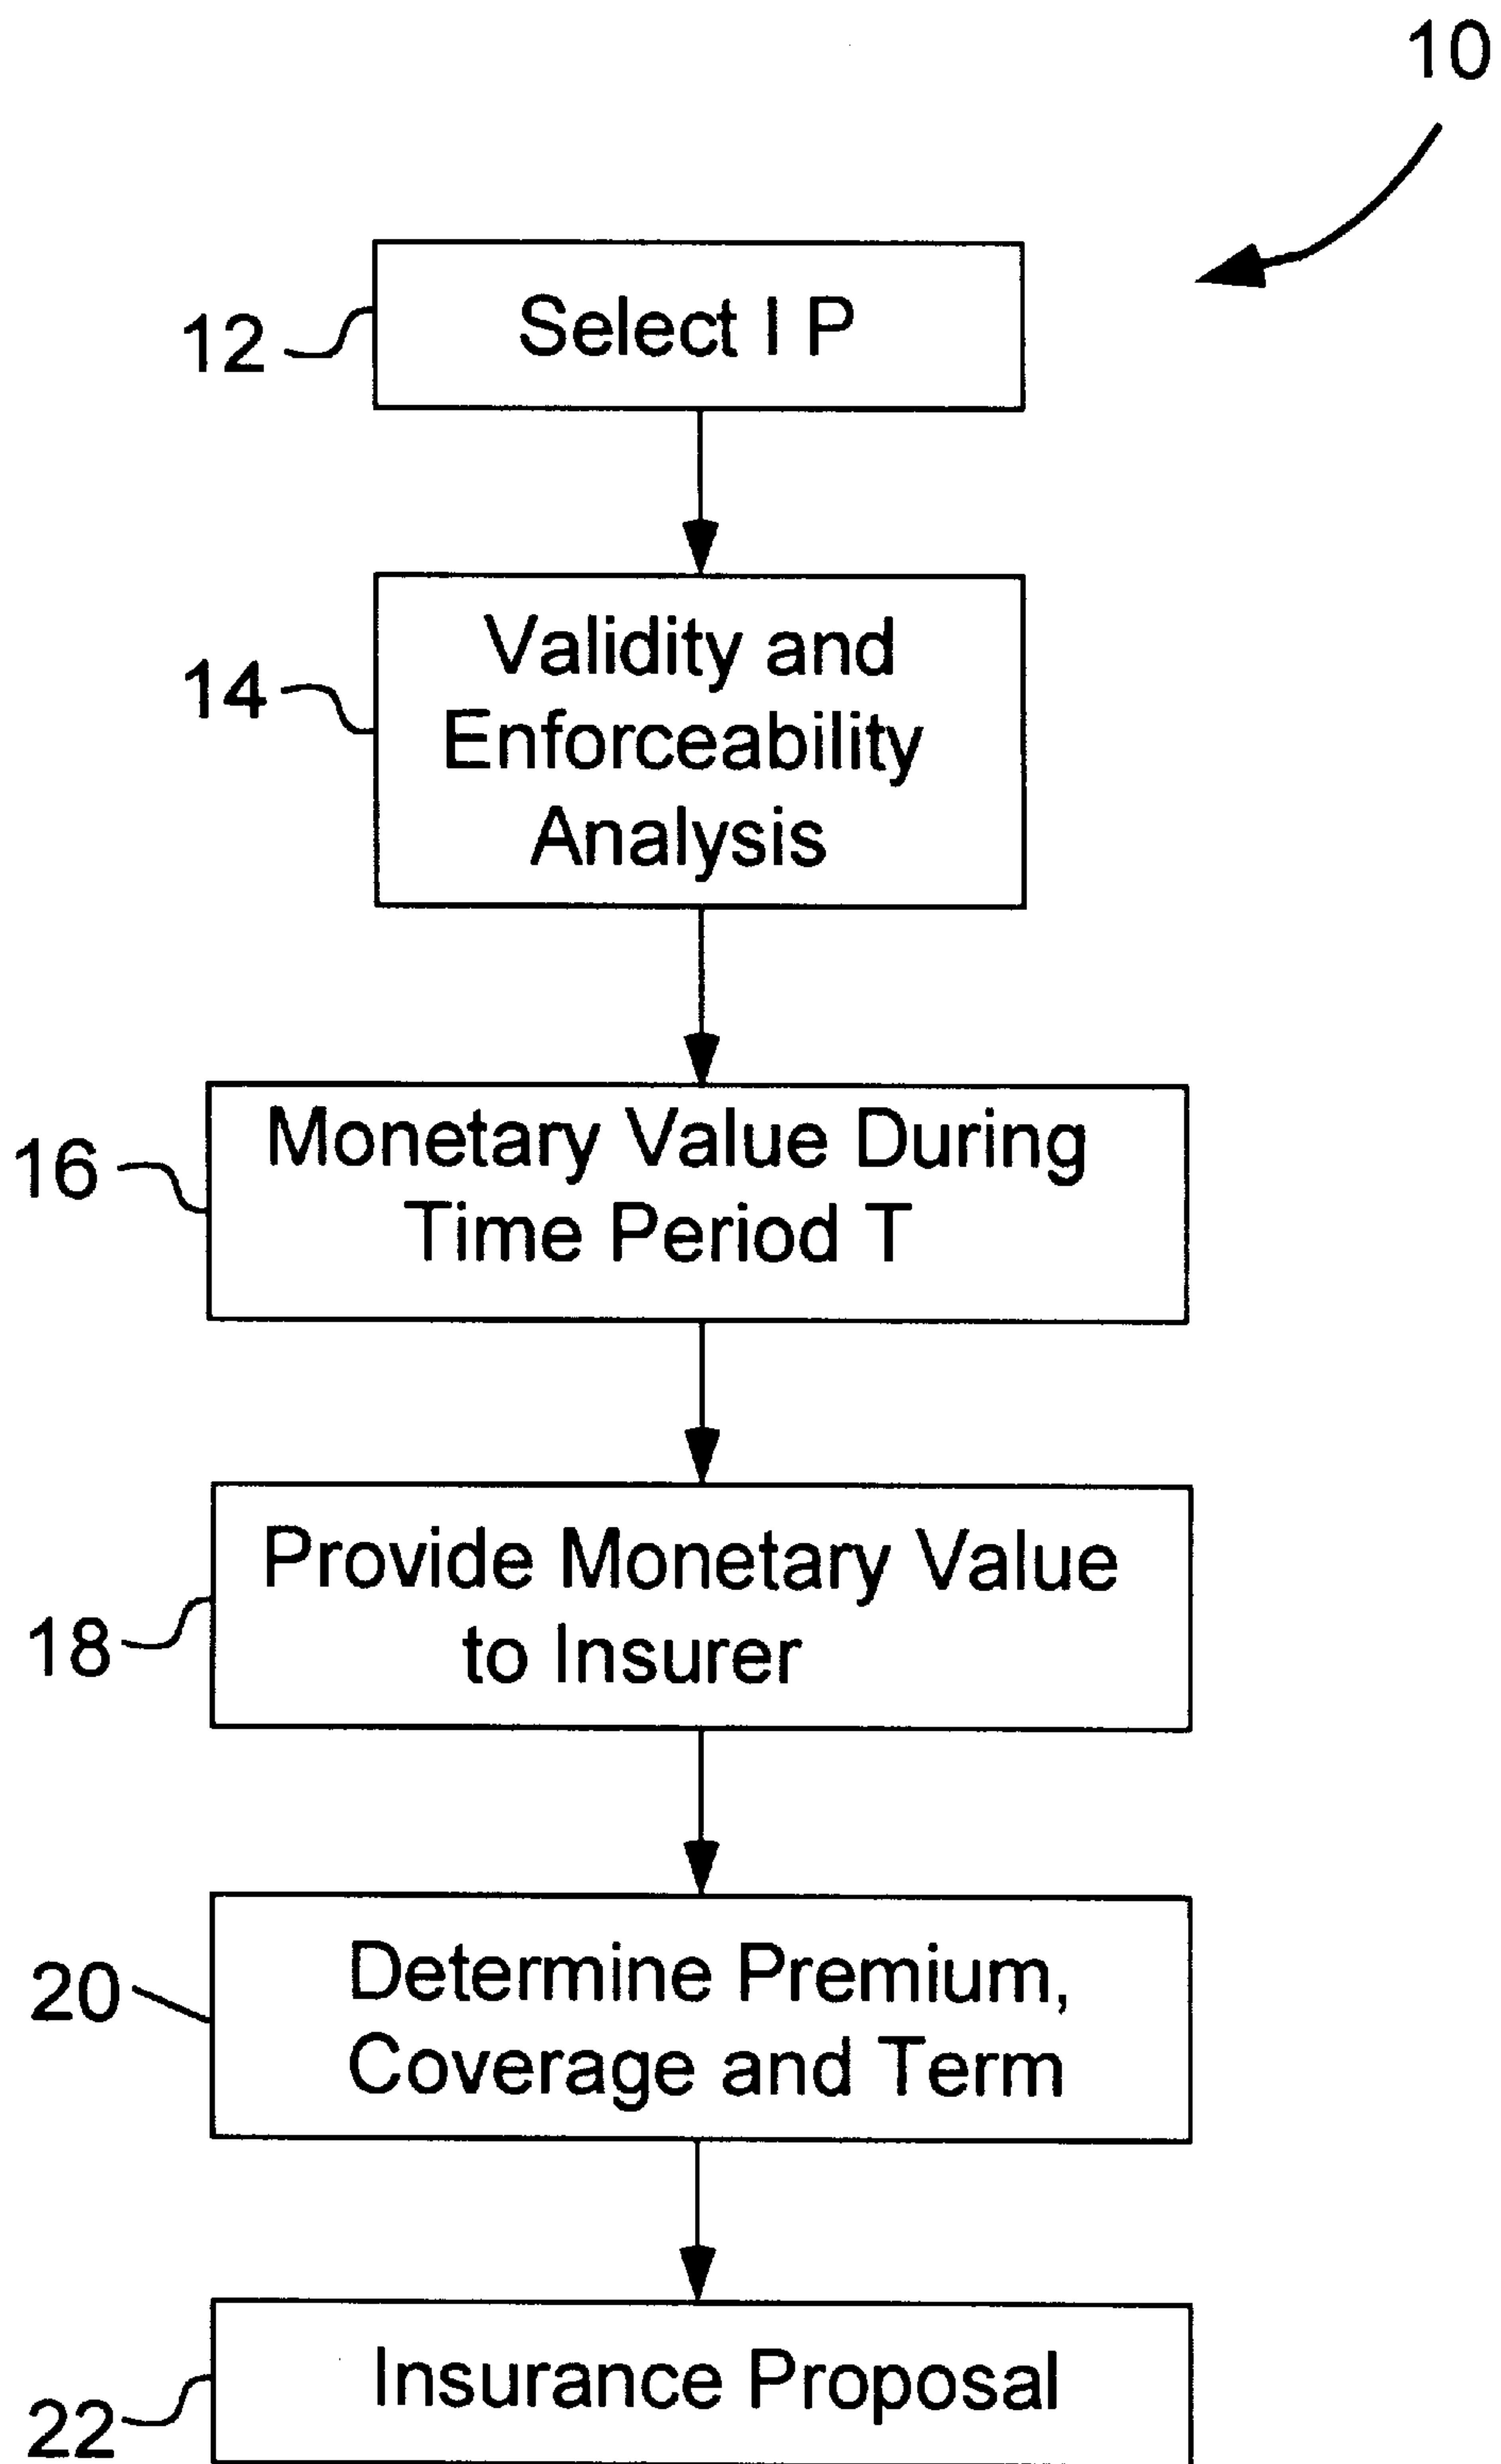 10
12
Select I P
14
Validity and
Enforceability
Analysis
16
Monetary Value During
Time Period T
18
Provide Monetary Value
to Insurer
20
Determine Premium,
Coverage and Term
22
Insurance Proposal